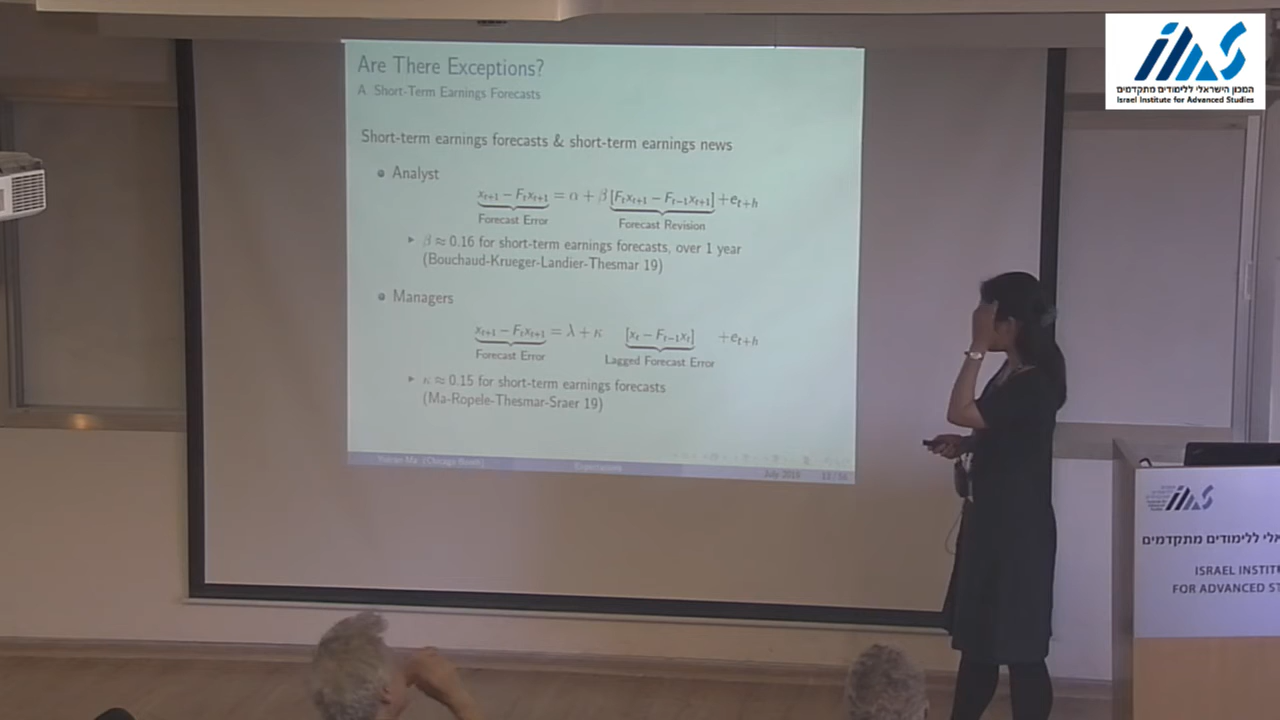 Are There Exceptions?
A. Short-Term Earnings Forecasts
Short-term earnings forecasts & short-term earnings news
Analyst
x_{t+1} − F_t x_{t+1} = α + β [F_t x_{t+1} − F_{t−1} x_{t+1}] + e_{t+h}
Forecast Error Forecast Revision
β ≈ 0.16 for short-term earnings forecasts, over 1 year
(Bouchaud-Krueger-Landier-Thesmar 19)
Managers
x_{t+1} − F_t x_{t+1} = λ + κ [x_t − F_{t−1} x_t] + e_{t+h}
Forecast Error Lagged Forecast Error
κ ≈ 0.15 for short-term earnings forecasts
(Ma-Ropele-Thesmar-Sraer 19)
Yueran Ma (Chicago Booth) Expectations July 2019
המכון הישראלי ללימודים מתקדמים
Israel Institute for Advanced Studies
אלי ללימודים מתקדמים
ISRAEL INSTIT
FOR ADVANCED ST